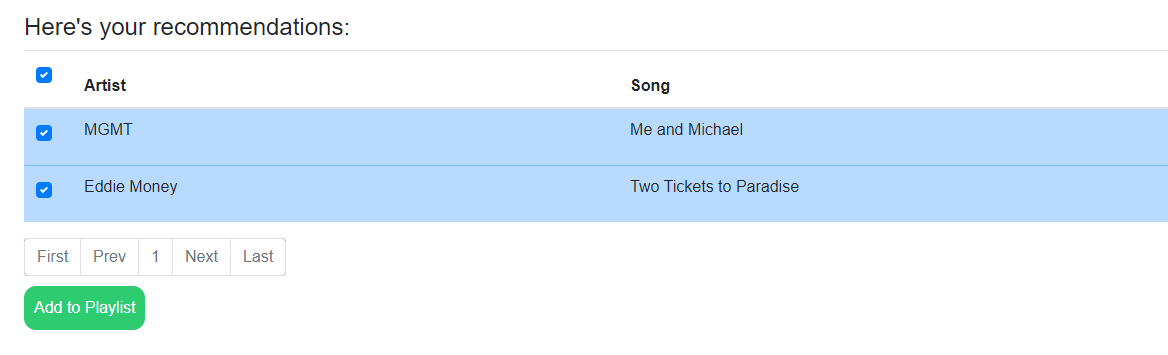 Here's your recommendations:
Artist Song
MGMT Me and Michael
Eddie Money Two Tickets to Paradise
First Prev 1 Next Last
Add to Playlist